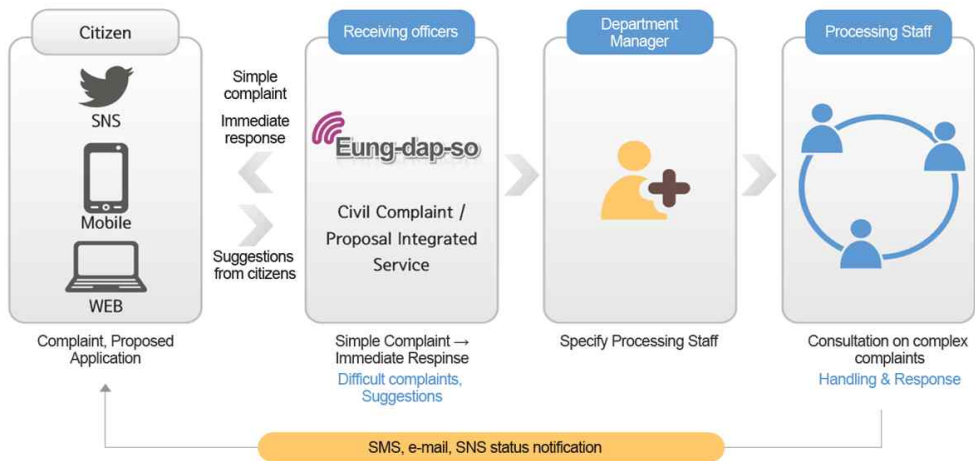 Citizen
SNS
Mobile
WEB
Complaint, Proposed
Application
Simple
complaint
Immediate
response
Suggestions
from citizens
Receiving officers
Eung-dap-so
Civil Complaint /
Proposal Integrated
Service
Simple Complaint →
Immediate Respinse
Difficult complaints,
Suggestions
Department
Manager
Specify Processing Staff
Processing Staff
Consultation on complex
complaints
Handling & Response
SMS, e-mail, SNS status notification